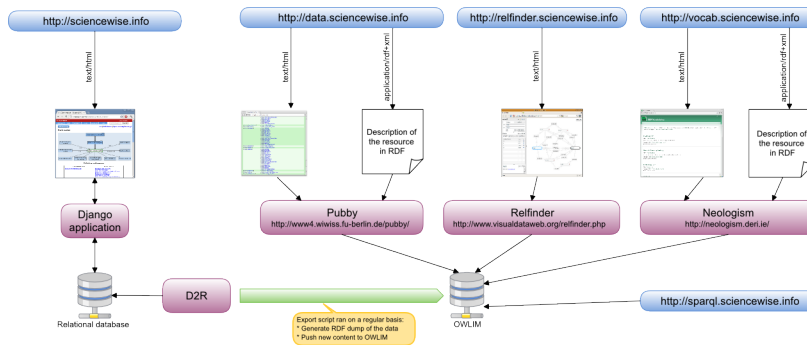 http://sciencewise.info
http://data.sciencewise.info
http://relfinder.sciencewise.info
http://vocab.sciencewise.info
text/html
text/html
application/rdf+xml
text/html
text/html
application/rdf+xml
Description of
the resource
in RDF
Description of
the resource
in RDF
Django
application
Pubby
http://www4.wiwiss.fu-berlin.de/pubby/
Relfinder
http://www.visualdataweb.org/relfinder.php
Neologism
http://neologism.deri.ie/
D2R
Relational database
Export script ran on a regular basis:
* Generate RDF dump of the data
* Push new content to OWLIM
OWLIM
http://sparql.sciencewise.info